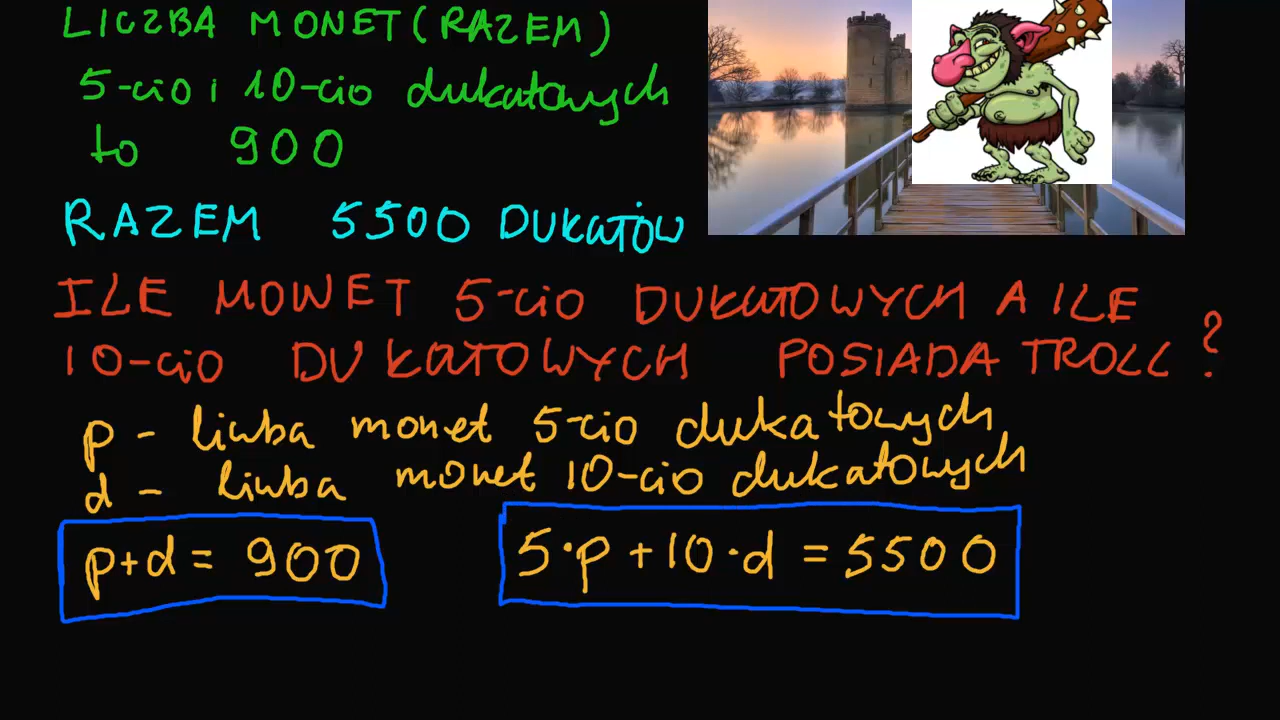 LICZBA MONET (RAZEM)
5-cio i 10-cio dukatowych
to 900
RAZEM 5500 DUKATÓW
ILE MONET 5-cio DUKATOWYCH A ILE
10-cio DUKATOWYCH POSIADA TROLL?
p - liczba monet 5-cio dukatowych
d - liczba monet 10-cio dukatowych
p+d = 900
5·p + 10·d = 5500